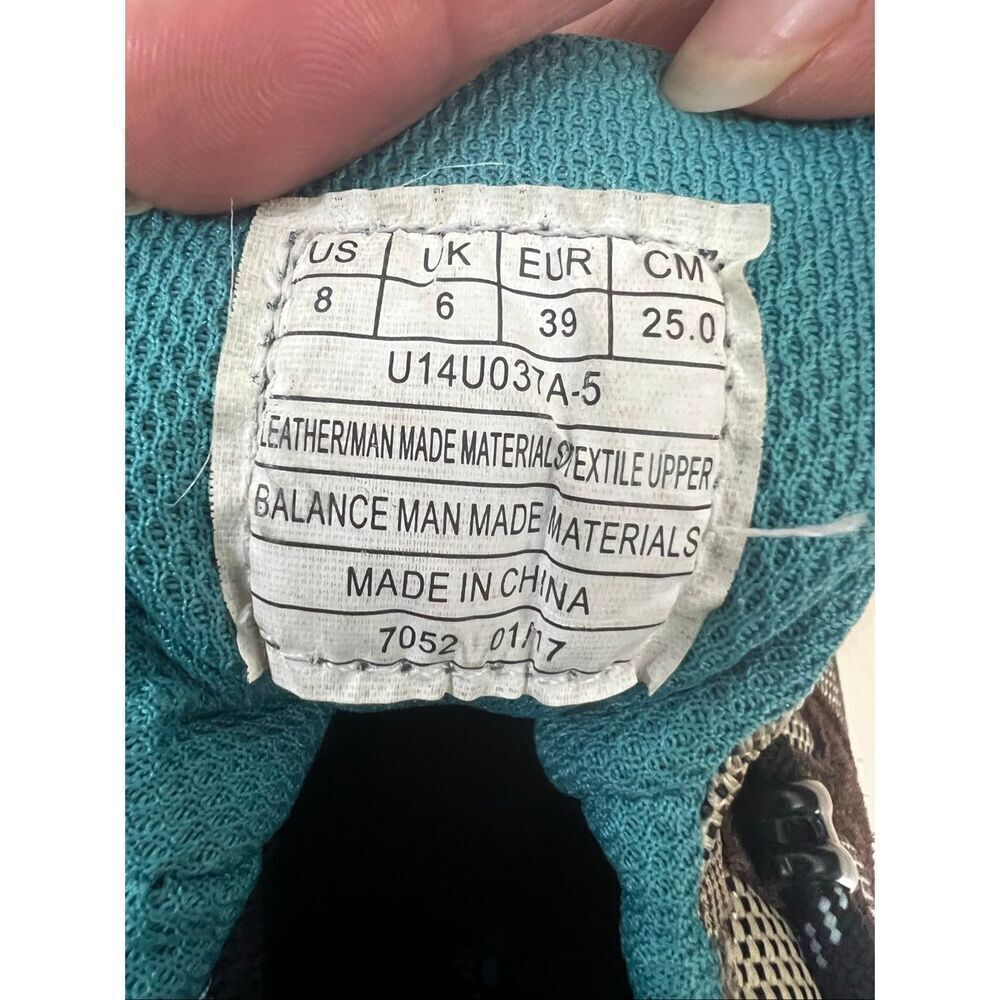 US UK EUR CM
8 6 39 25.0
U14U037A-5
LEATHER/MAN MADE MATERIALS/TEXTILE UPPER
BALANCE MAN MADE MATERIALS
MADE IN CHINA
7052 01/17